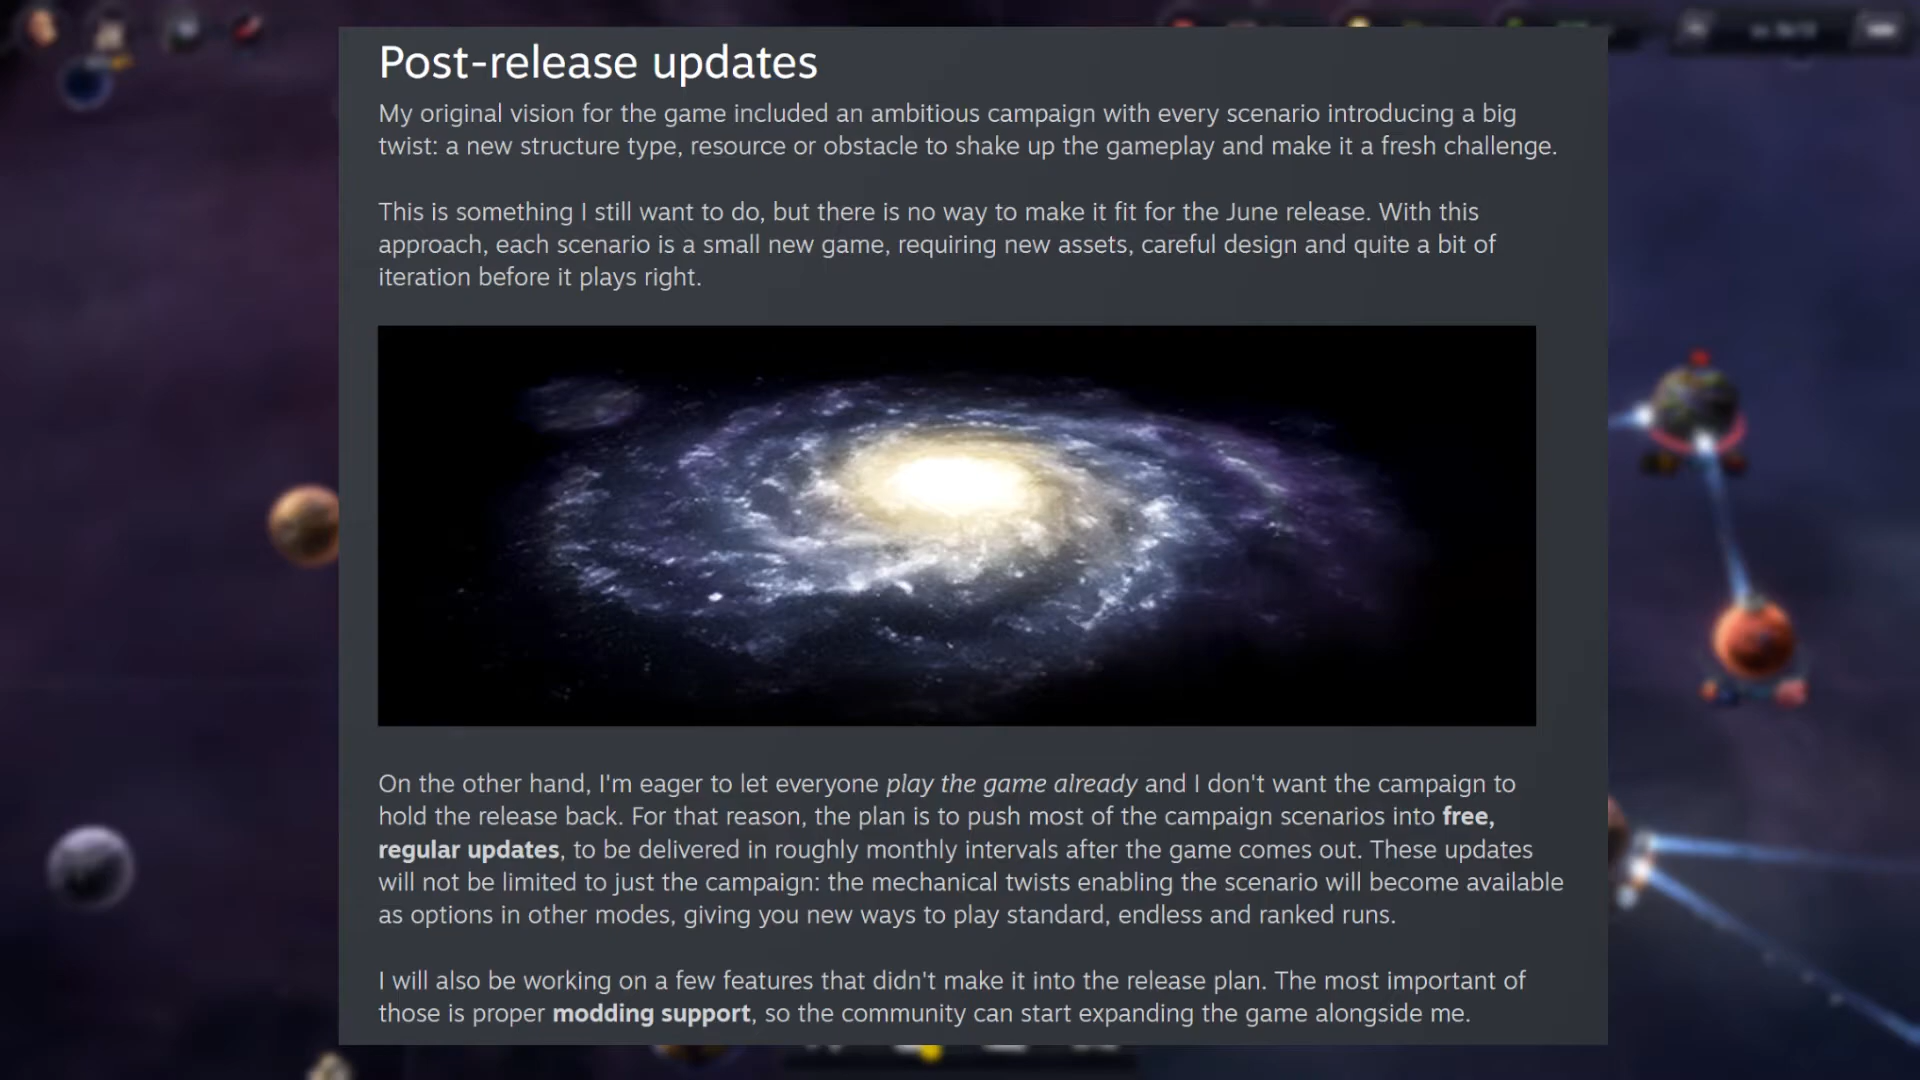 Post-release updates
My original vision for the game included an ambitious campaign with every scenario introducing a big
twist: a new structure type, resource or obstacle to shake up the gameplay and make it a fresh challenge.
This is something I still want to do, but there is no way to make it fit for the June release. With this
approach, each scenario is a small new game, requiring new assets, careful design and quite a bit of
iteration before it plays right.
On the other hand, I'm eager to let everyone play the game already and I don't want the campaign to
hold the release back. For that reason, the plan is to push most of the campaign scenarios into free,
regular updates, to be delivered in roughly monthly intervals after the game comes out. These updates
will not be limited to just the campaign: the mechanical twists enabling the scenario will become available
as options in other modes, giving you new ways to play standard, endless and ranked runs.
I will also be working on a few features that didn't make it into the release plan. The most important of
those is proper modding support, so the community can start expanding the game alongside me.